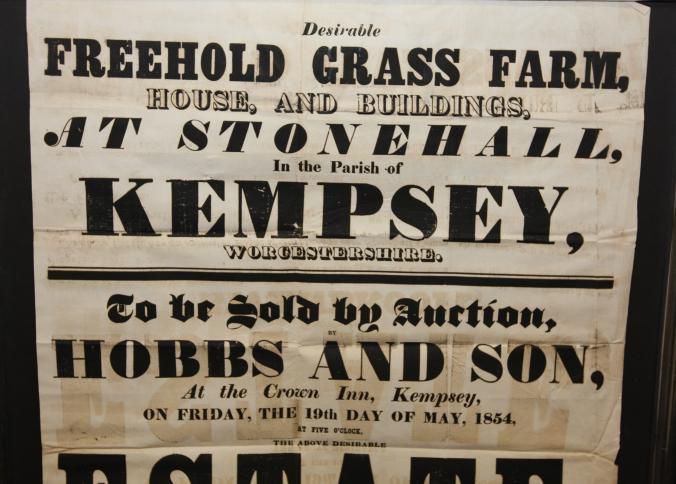 Desirable
FREEHOLD GRASS FARM,
HOUSE, AND BUILDINGS,
AT STONEHALL,
In the Parish of
KEMPSEY,
WORCESTERSHIRE.
To be Sold by Auction,
BY
HOBBS AND SON,
At the Crown Inn, Kempsey,
ON FRIDAY, THE 19th DAY OF MAY, 1854,
AT FIVE O'CLOCK,
THE ABOVE DESIRABLE
ESTATE